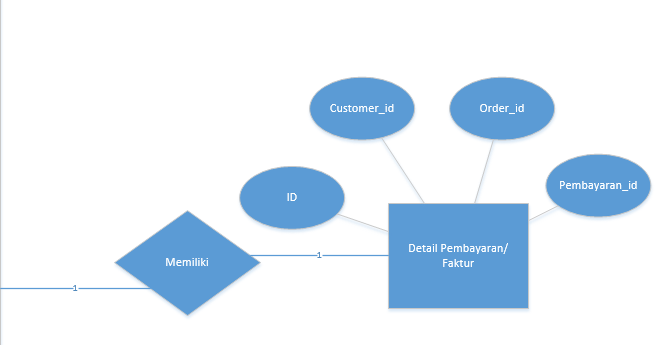 Customer_id
Order_id
Pembayaran_id
ID
Detail Pembayaran/
Faktur
Memiliki
1
1